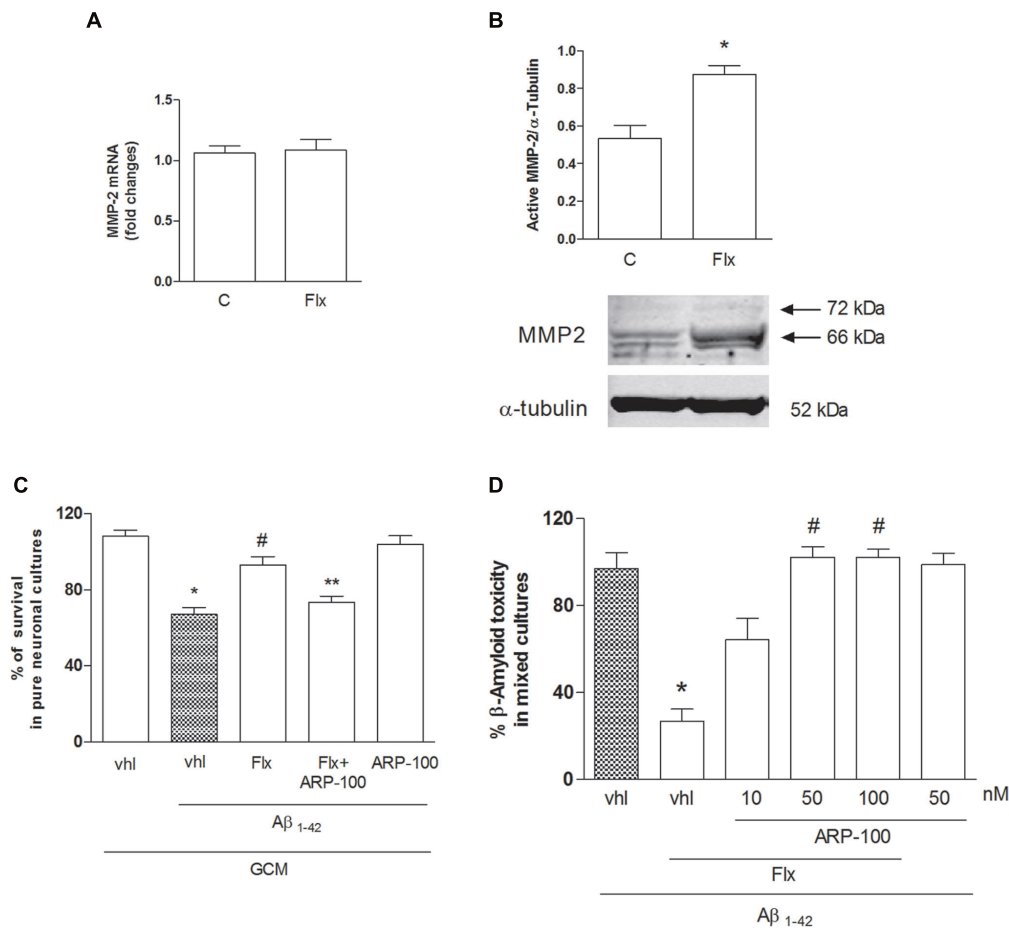 A
MMP-2 mRNA
(fold changes)
1.5
1.0
0.5
0.0
C
Flx
B
Active MMP-2/α-Tubulin
1.0
0.8
0.6
0.4
0.2
0.0
*
C
Flx
MMP2
72 kDa
66 kDa
α-tubulin
52 kDa
C
% of survival
in pure neuronal cultures
120
80
40
0
*
#
**
vhl
vhl
Flx
Flx+
ARP-100
ARP-100
Aβ 1-42
GCM
D
% β-Amyloid toxicity
in mixed cultures
120
80
40
0
*
#
#
vhl
vhl
10
50
100
50
nM
ARP-100
Flx
Aβ 1-42